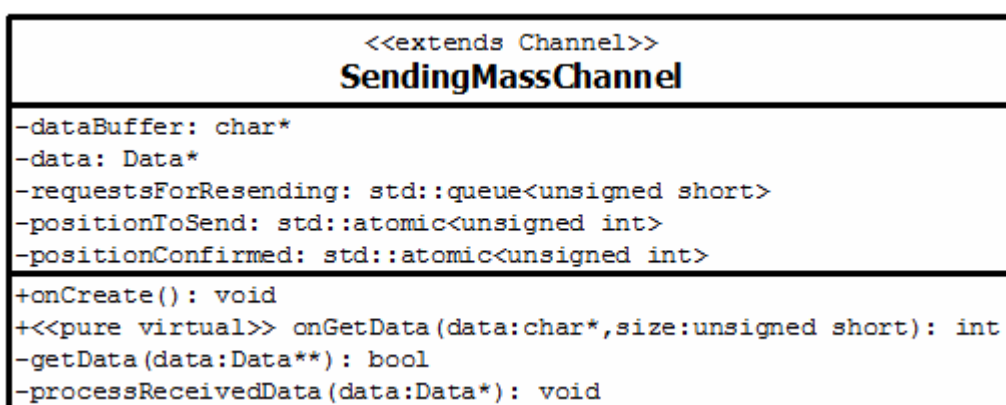 <<extends Channel>>
SendingMassChannel
-dataBuffer: char*
-data: Data*
-requestsForResending: std::queue<unsigned short>
-positionToSend: std::atomic<unsigned int>
-positionConfirmed: std::atomic<unsigned int>
+onCreate(): void
+<<pure virtual>> onGetData(data:char*,size:unsigned short): int
-getData(data:Data**): bool
-processReceivedData(data:Data*): void